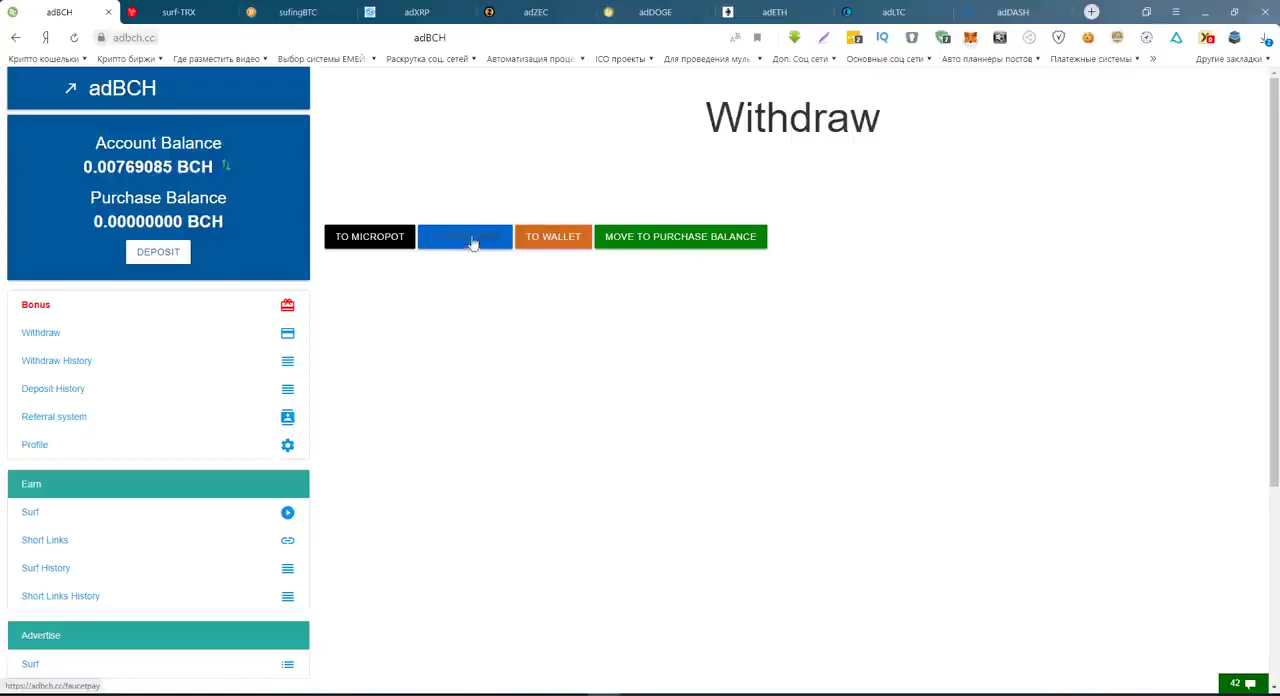 adBCH surf-TRX sufingBTC adXRP adZEC adDOGE adETH adLTC adDASH
adbch.cc adBCH
Крипто кошельки Крипто биржи Где разместить видео Выбор системы ЕМЕЙ Раскрутка соц. сетей Автоматизация проце ICO проекты Для проведения муль Доп. Соц сети Основные соц сети Авто планнеры постов Платежные системы » Другие закладки
adBCH
Withdraw
Account Balance
0.00769085 BCH
Purchase Balance
0.00000000 BCH
DEPOSIT
TO MICROPOT TO WALLET MOVE TO PURCHASE BALANCE
Bonus
Withdraw
Withdraw History
Deposit History
Referral system
Profile
Earn
Surf
Short Links
Surf History
Short Links History
Advertise
Surf
https://adbch.cc/faucetpay
42